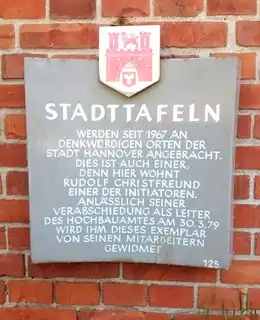 STADTTAFELN
WERDEN SEIT 1967 AN
DENKWÜRDIGEN ORTEN DER
STADT HANNOVER ANGEBRACHT.
DIES IST AUCH EINER,
DENN HIER WOHNT
RUDOLF CHRISTFREUND
EINER DER INITIATOREN.
ANLÄSSLICH SEINER
VERABSCHIEDUNG ALS LEITER
DES HOCHBAUAMTES AM 30.3.79
WIRD IHM DIESES EXEMPLAR
VON SEINEN MITARBEITERN
GEWIDMET
125